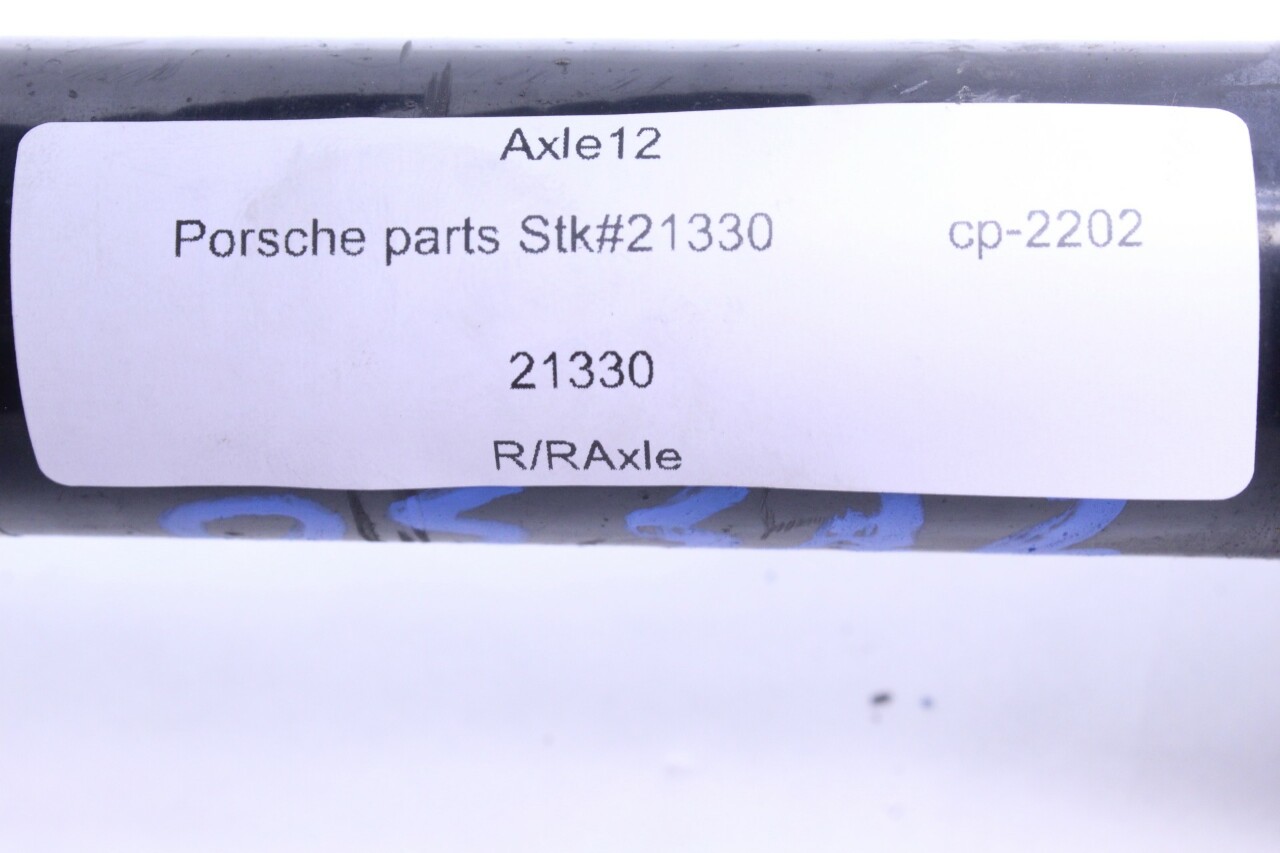 Axle12
Porsche parts Stk#21330 cp-2202
21330
R/RAxle